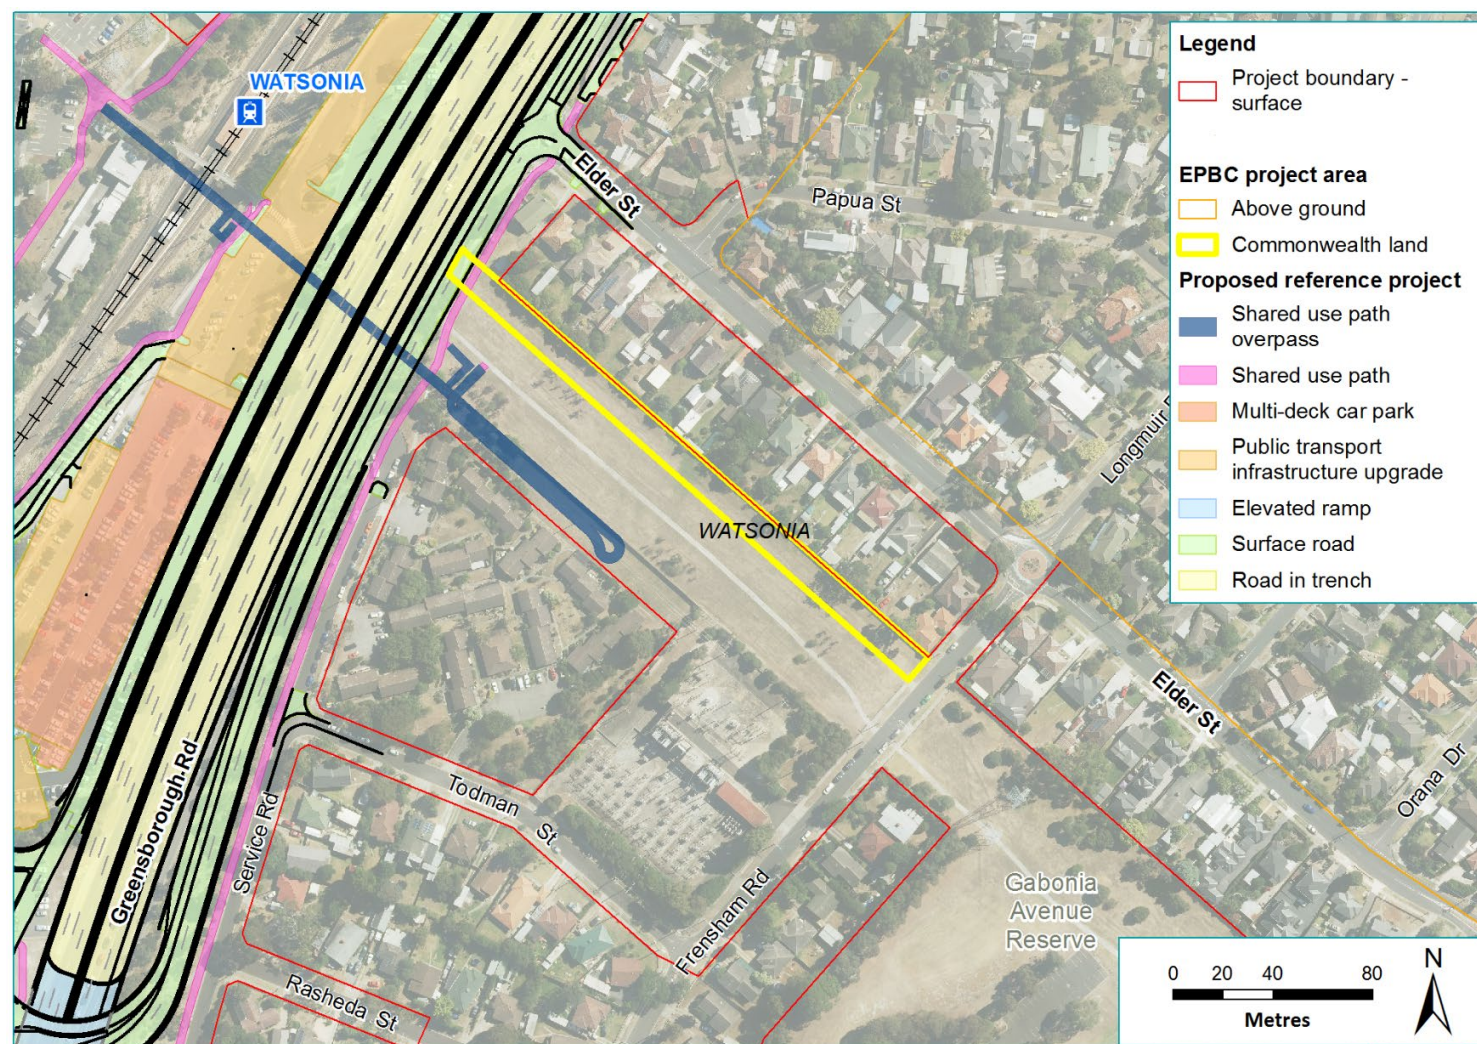 WATSONIA
Elder St
Papua St
Longmuir
WATSONIA
Elder St
Orana Dr
Greensborough Rd
Service Rd
Todman St
Frensham Rd
Rasheda St
Gabonia
Avenue
Reserve
Legend
Project boundary -
surface
EPBC project area
Above ground
Commonwealth land
Proposed reference project
Shared use path
overpass
Shared use path
Multi-deck car park
Public transport
infrastructure upgrade
Elevated ramp
Surface road
Road in trench
N
0 20 40 80
Metres